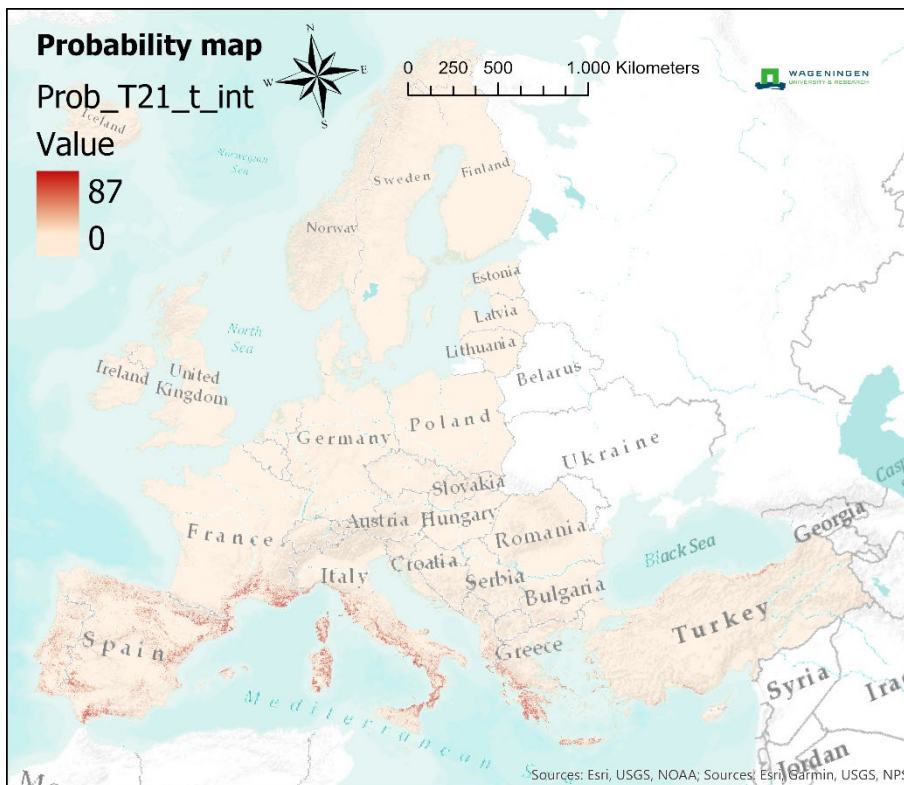 Probability map
Prob_T21_t_int
Value
87
0
N
W
E
S
0 250 500 1.000 Kilometers
WAGENINGEN
UNIVERSITY & RESEARCH
Iceland
Norwegian
Sea
Sweden
Finland
Norway
Estonia
North
Sea
Latvia
Lithuania
Ireland
United
Kingdom
Belarus
Poland
Germany
Ukraine
Slovakia
Austria
Hungary
France
Romania
Croatia
Italy
Serbia
Bulgaria
Black Sea
Georgia
Casp
Spain
Greece
Turkey
Syria
Iraq
Mediterranean S
Jordan
M
Sources: Esri, USGS, NOAA; Sources: Esri, Garmin, USGS, NPS